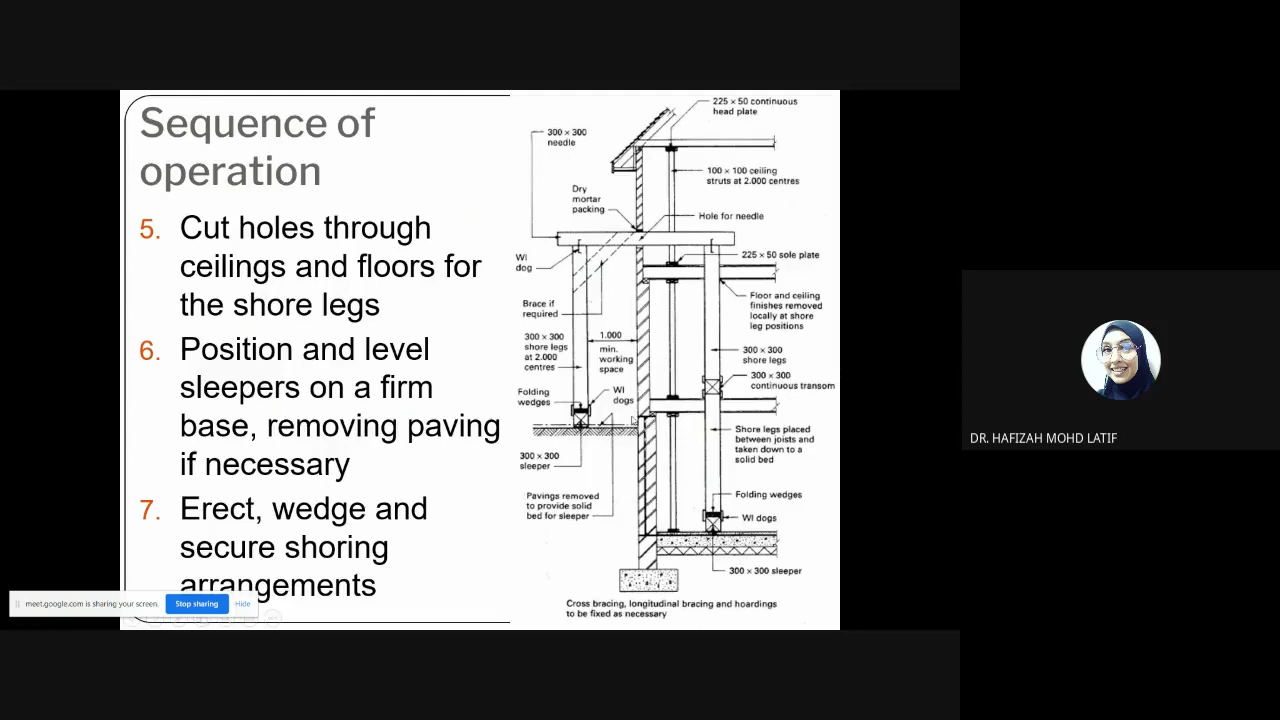 Sequence of
operation
5. Cut holes through
ceilings and floors for
the shore legs
6. Position and level
sleepers on a firm
base, removing paving
if necessary
7. Erect, wedge and
secure shoring
arrangements
225 × 50 continuous
head plate
300 × 300
needle
100 × 100 ceiling
struts at 2.000 centres
Dry
mortar
packing
Hole for needle
WI
dog
225 × 50 sole plate
Brace if
required
Floor and ceiling
finishes removed
locally at shore
leg positions
300 × 300
shore legs
at 2.000
centres
1.000
min.
working
space
300 × 300
shore legs
300 × 300
continuous transom
Folding
wedges
WI
dogs
Shore legs placed
between joists and
taken down to a
solid bed
300 × 300
sleeper
Pavings removed
to provide solid
bed for sleeper
Folding wedges
WI dogs
300 × 300 sleeper
Cross bracing, longitudinal bracing and hoardings
to be fixed as necessary
meet.google.com is sharing your screen.
Stop sharing
Hide
DR. HAFIZAH MOHD LATIF